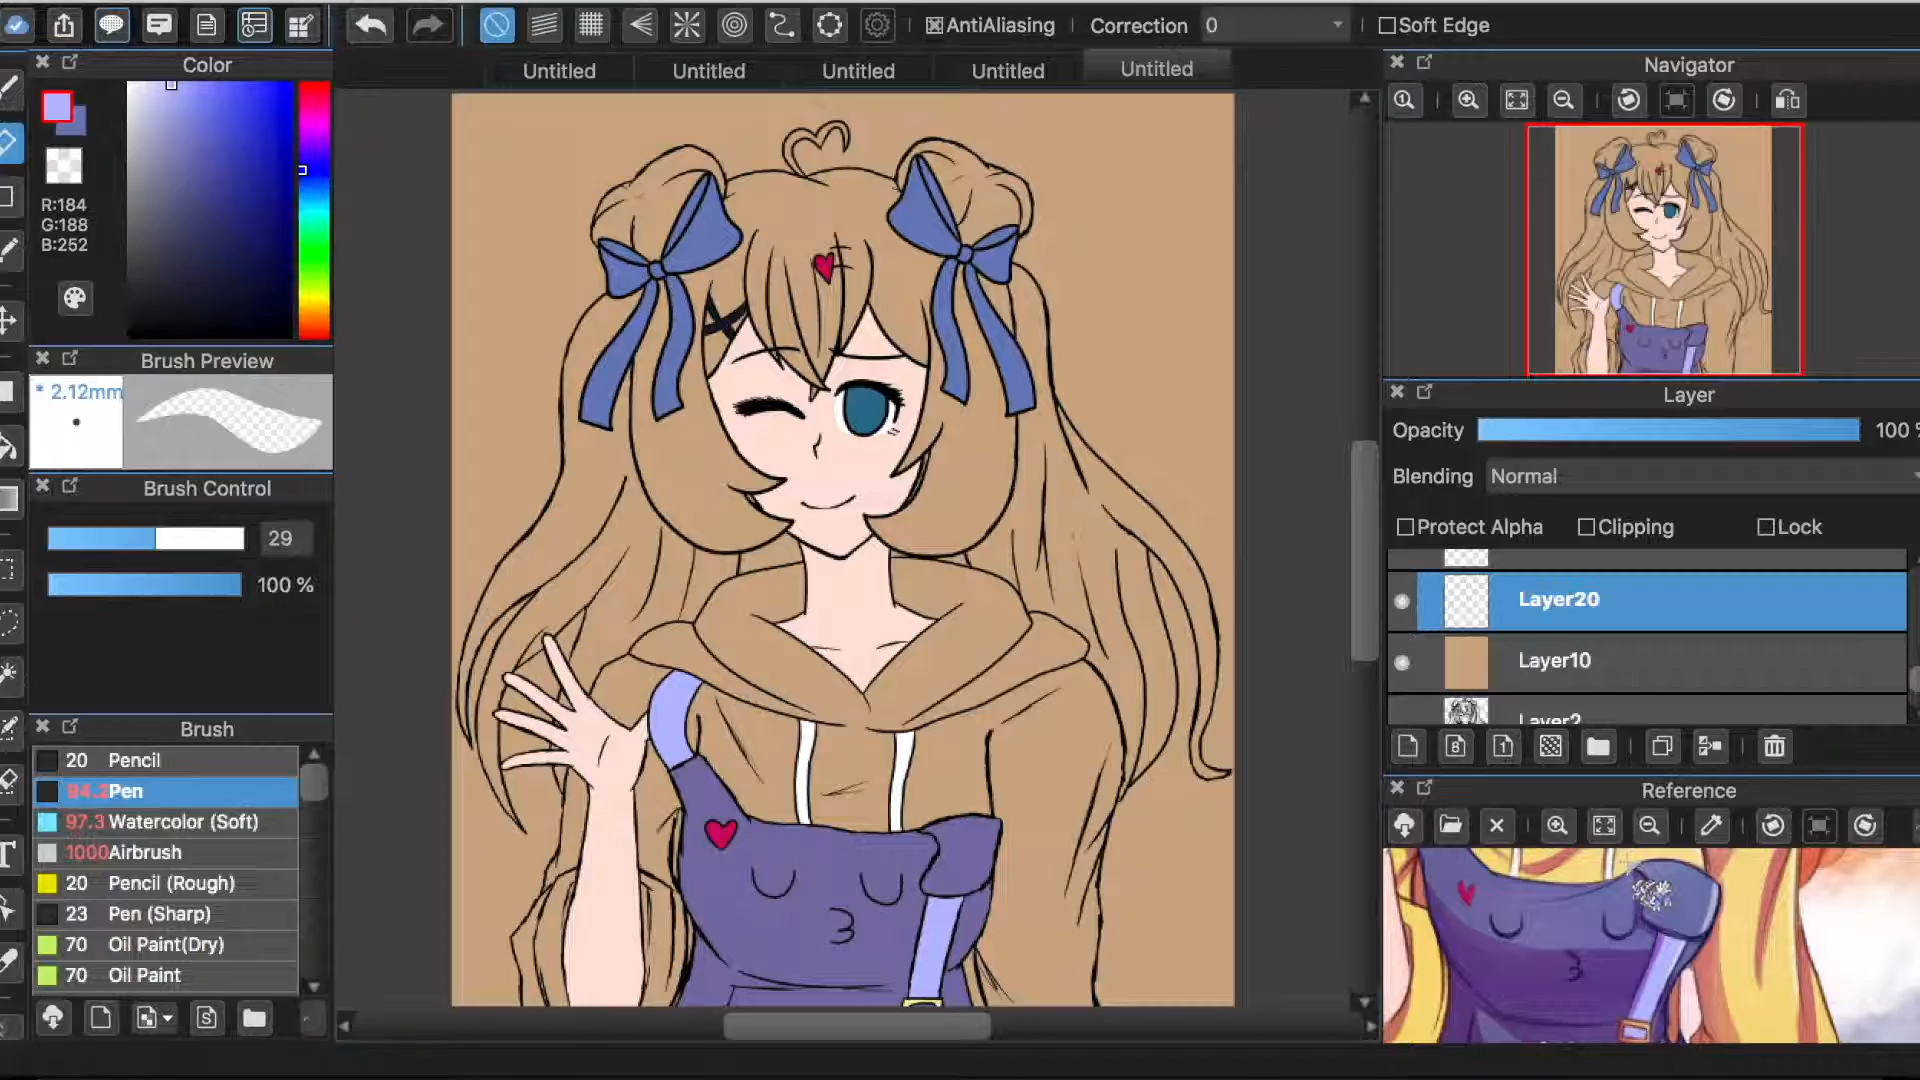 AntiAliasing
Correction 0
Soft Edge
Color
Untitled
Untitled
Untitled
Untitled
Untitled
Navigator
R:184
G:188
B:252
Brush Preview
* 2.12mm
Layer
Opacity 100 %
Blending Normal
Brush Control
29
100 %
Protect Alpha
Clipping
Lock
Layer20
Layer10
Layer2
Brush
20 Pencil
84.2 Pen
97.3 Watercolor (Soft)
1000 Airbrush
20 Pencil (Rough)
23 Pen (Sharp)
70 Oil Paint(Dry)
70 Oil Paint
Reference